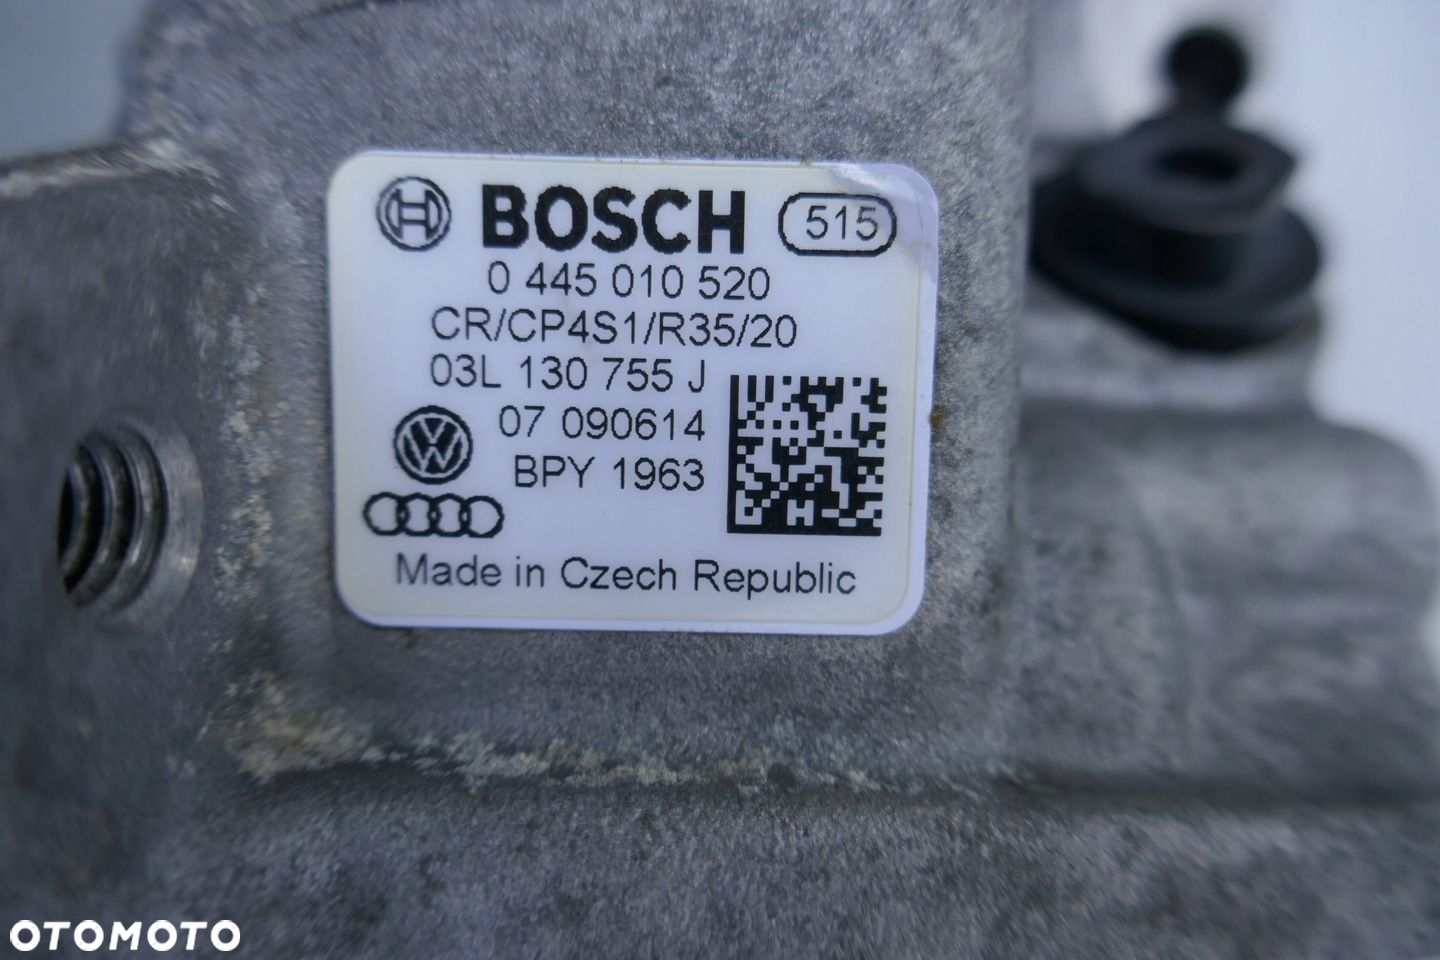 BOSCH 515
0 445 010 520
CR/CP4S1/R35/20
03L 130 755 J
07 090614
BPY 1963
Made in Czech Republic
OTOMOTO